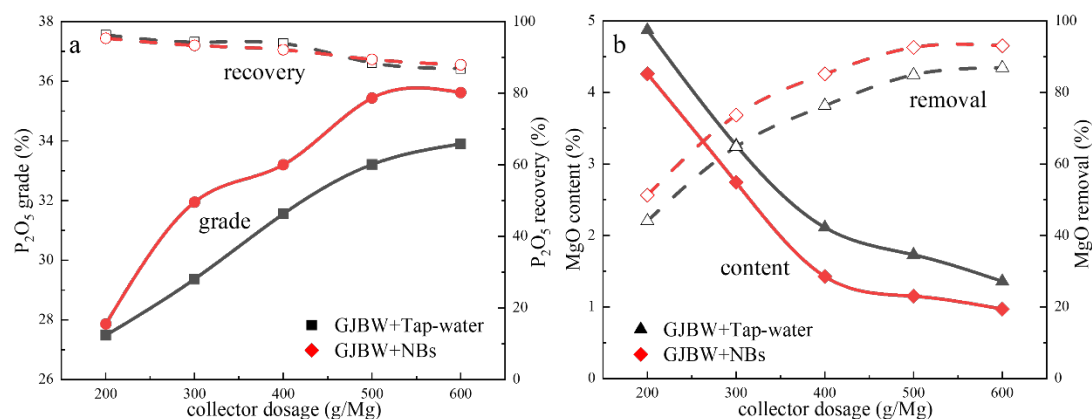 a
P₂O₅ grade (%)
38
36
34
32
30
28
26
recovery
grade
GJBW+Tap-water
GJBW+NBs
200
300
400
500
600
collector dosage (g/Mg)
100
80
60
40
20
0
P₂O₅ recovery (%)
b
MgO content (%)
5
4
3
2
1
0
removal
content
GJBW+Tap-water
GJBW+NBs
200
300
400
500
600
collector dosage (g/Mg)
100
80
60
40
20
0
MgO removal (%)